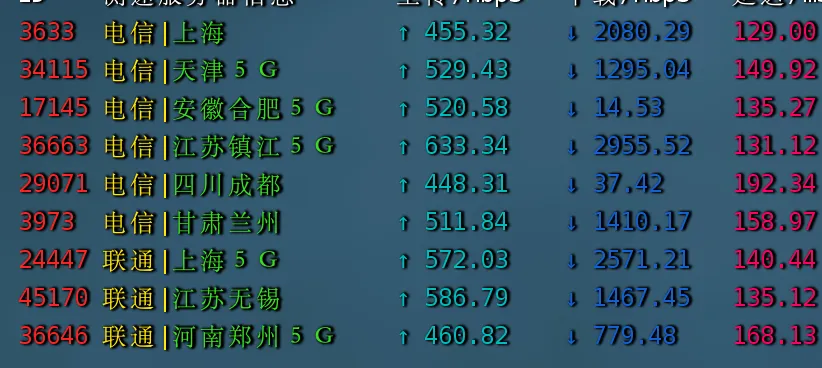 3633 电信|上海 ↑ 455.32 ↓ 2080.29 129.00
34115 电信|天津５Ｇ ↑ 529.43 ↓ 1295.04 149.92
17145 电信|安徽合肥５Ｇ ↑ 520.58 ↓ 14.53 135.27
36663 电信|江苏镇江５Ｇ ↑ 633.34 ↓ 2955.52 131.12
29071 电信|四川成都 ↑ 448.31 ↓ 37.42 192.34
3973 电信|甘肃兰州 ↑ 511.84 ↓ 1410.17 158.97
24447 联通|上海５Ｇ ↑ 572.03 ↓ 2571.21 140.44
45170 联通|江苏无锡 ↑ 586.79 ↓ 1467.45 135.12
36646 联通|河南郑州５Ｇ ↑ 460.82 ↓ 779.48 168.13